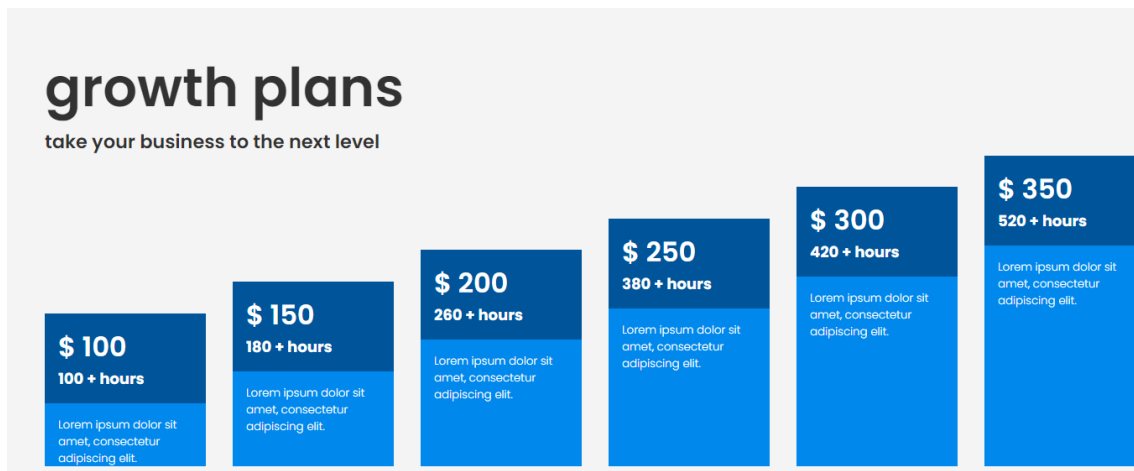 growth plans
take your business to the next level
$ 100
100 + hours
Lorem ipsum dolor sit
amet, consectetur
adipiscing elit.
$ 150
180 + hours
Lorem ipsum dolor sit
amet, consectetur
adipiscing elit.
$ 200
260 + hours
Lorem ipsum dolor sit
amet, consectetur
adipiscing elit.
$ 250
380 + hours
Lorem ipsum dolor sit
amet, consectetur
adipiscing elit.
$ 300
420 + hours
Lorem ipsum dolor sit
amet, consectetur
adipiscing elit.
$ 350
520 + hours
Lorem ipsum dolor sit
amet, consectetur
adipiscing elit.